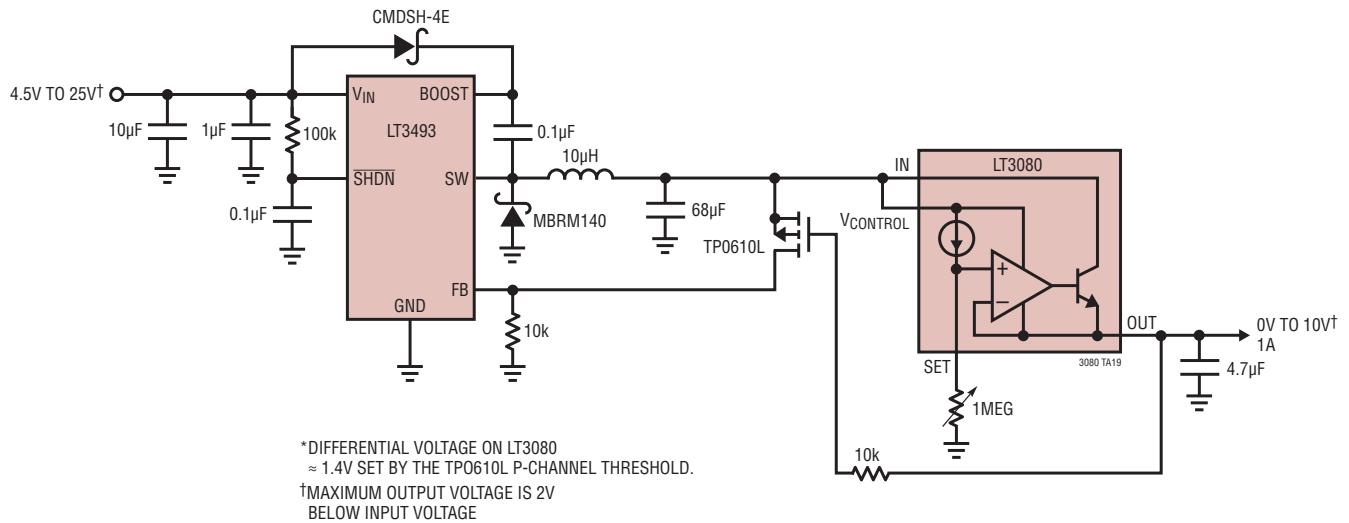 CMDSH-4E
4.5V TO 25V†
10µF
1µF
100k
0.1µF
VIN
BOOST
LT3493
SHDN
SW
FB
GND
0.1µF
10µH
MBRM140
68µF
10k
TP0610L
IN
LT3080
VCONTROL
+
–
OUT
SET
3080 TA19
0V TO 10V†
1A
4.7µF
1MEG
10k
*DIFFERENTIAL VOLTAGE ON LT3080
≈ 1.4V SET BY THE TPO610L P-CHANNEL THRESHOLD.
†MAXIMUM OUTPUT VOLTAGE IS 2V
BELOW INPUT VOLTAGE